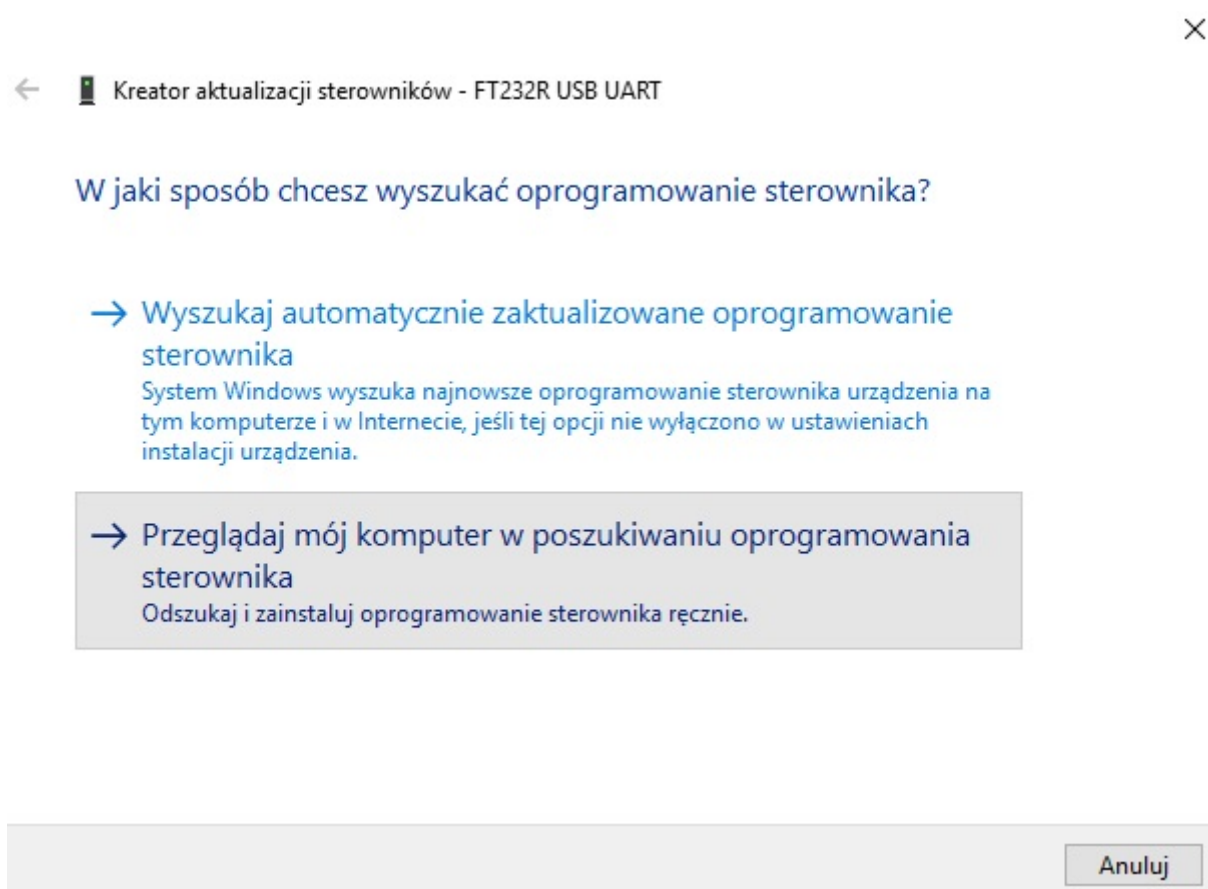 Kreator aktualizacji sterowników - FT232R USB UART
W jaki sposób chcesz wyszukać oprogramowanie sterownika?
Wyszukaj automatycznie zaktualizowane oprogramowanie
sterownika
System Windows wyszuka najnowsze oprogramowanie sterownika urządzenia na
tym komputerze i w Internecie, jeśli tej opcji nie wyłączono w ustawieniach
instalacji urządzenia.
Przeglądaj mój komputer w poszukiwaniu oprogramowania
sterownika
Odszukaj i zainstaluj oprogramowanie sterownika ręcznie.
Anuluj